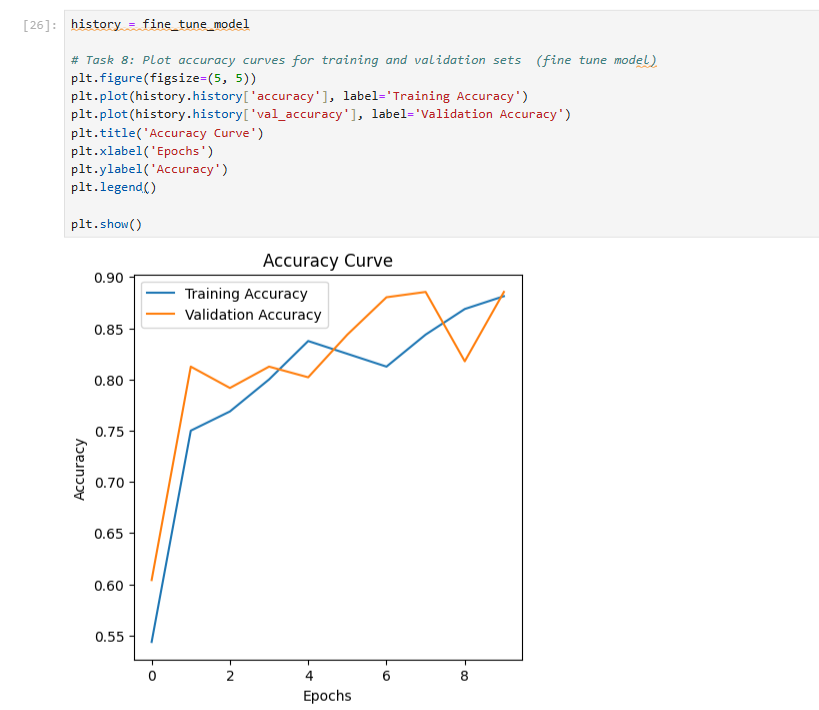 [26]: history = fine_tune_model
# Task 8: Plot accuracy curves for training and validation sets  (fine tune model)
plt.figure(figsize=(5, 5))
plt.plot(history.history['accuracy'], label='Training Accuracy')
plt.plot(history.history['val_accuracy'], label='Validation Accuracy')
plt.title('Accuracy Curve')
plt.xlabel('Epochs')
plt.ylabel('Accuracy')
plt.legend()
plt.show()
Accuracy Curve
Training Accuracy
Validation Accuracy
0.90
0.85
0.80
0.75
0.70
0.65
0.60
0.55
Accuracy
0 2 4 6 8
Epochs